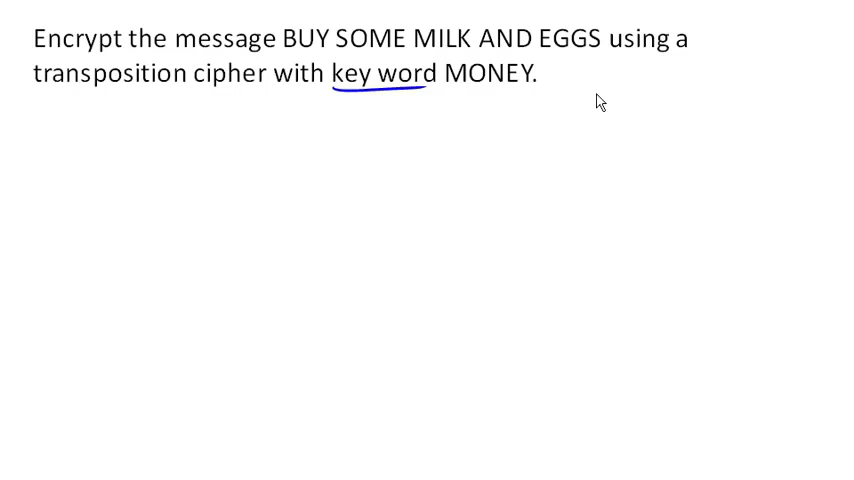 Encrypt the message BUY SOME MILK AND EGGS using a
transposition cipher with key word MONEY.